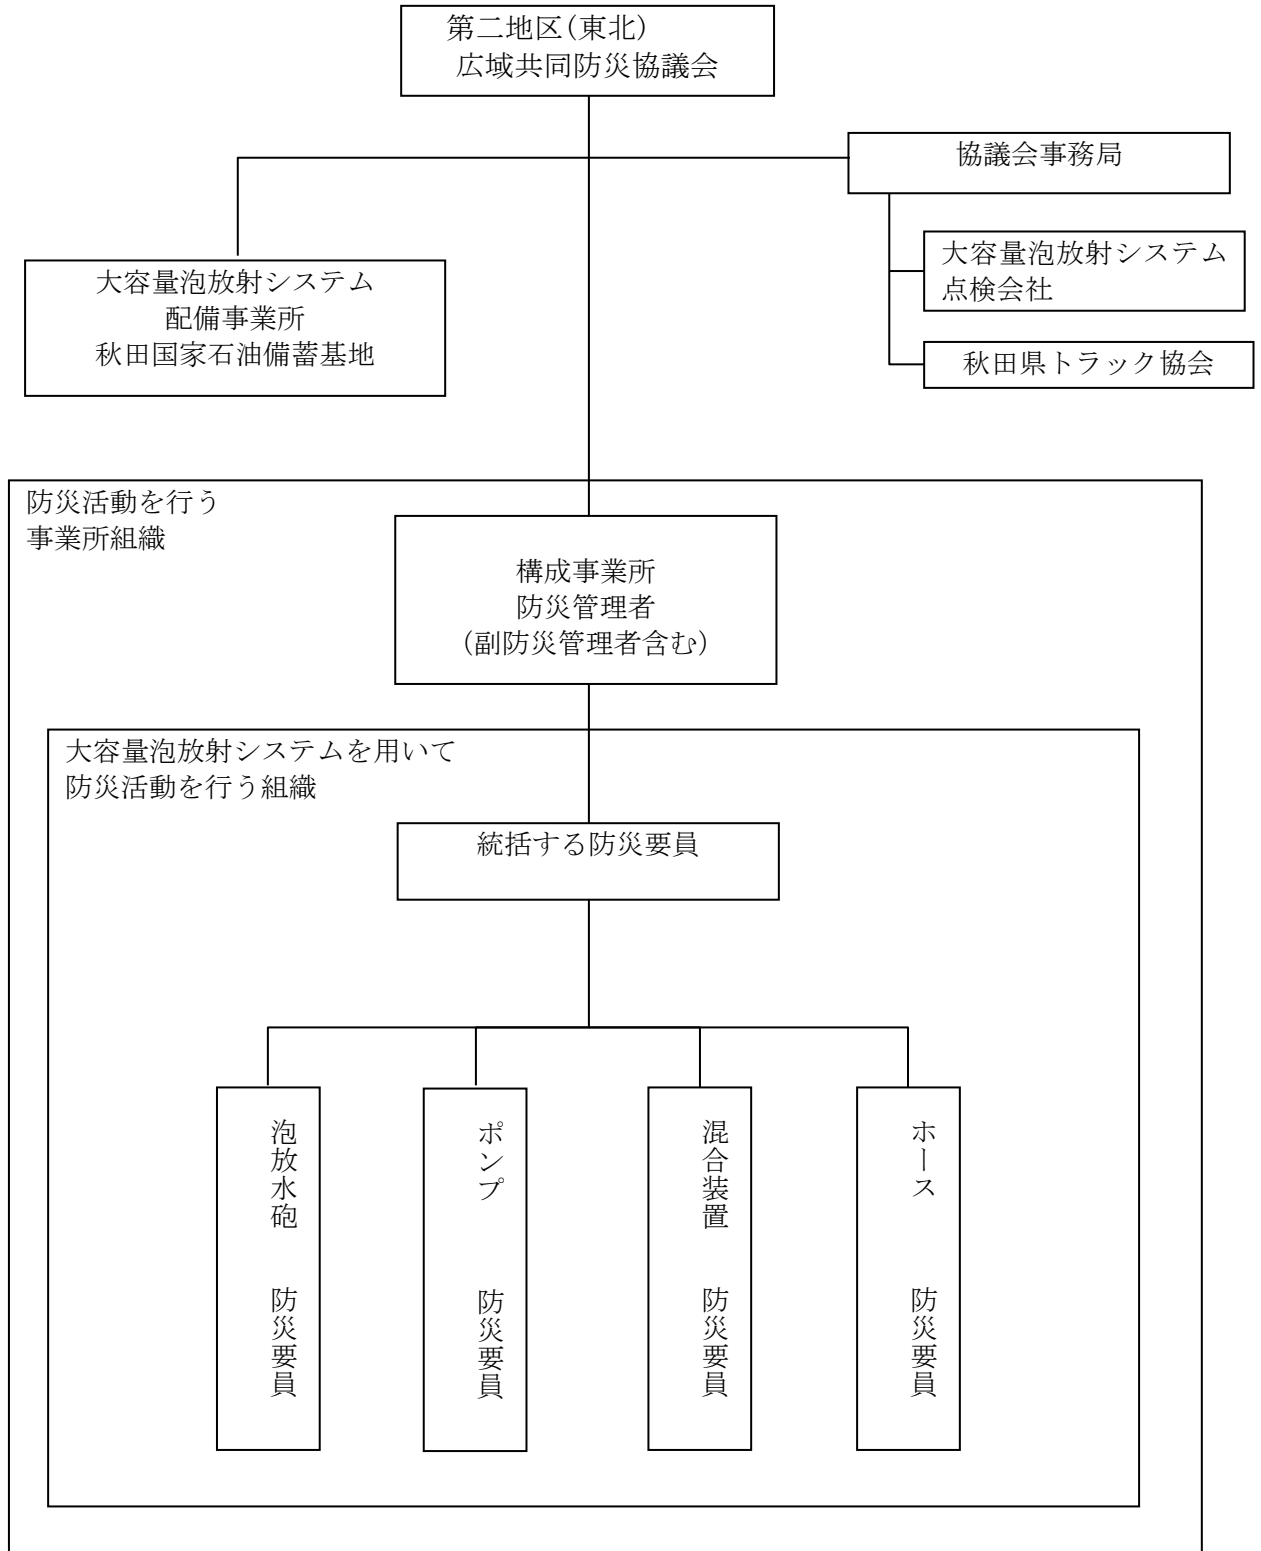 第二地区(東北)
広域共同防災協議会
協議会事務局
大容量泡放射システム
点検会社
秋田県トラック協会
大容量泡放射システム
配備事業所
秋田国家石油備蓄基地
防災活動を行う
事業所組織
構成事業所
防災管理者
(副防災管理者含む)
大容量泡放射システムを用いて
防災活動を行う組織
統括する防災要員
泡放水砲 防災要員
ポンプ 防災要員
混合装置 防災要員
ホース 防災要員